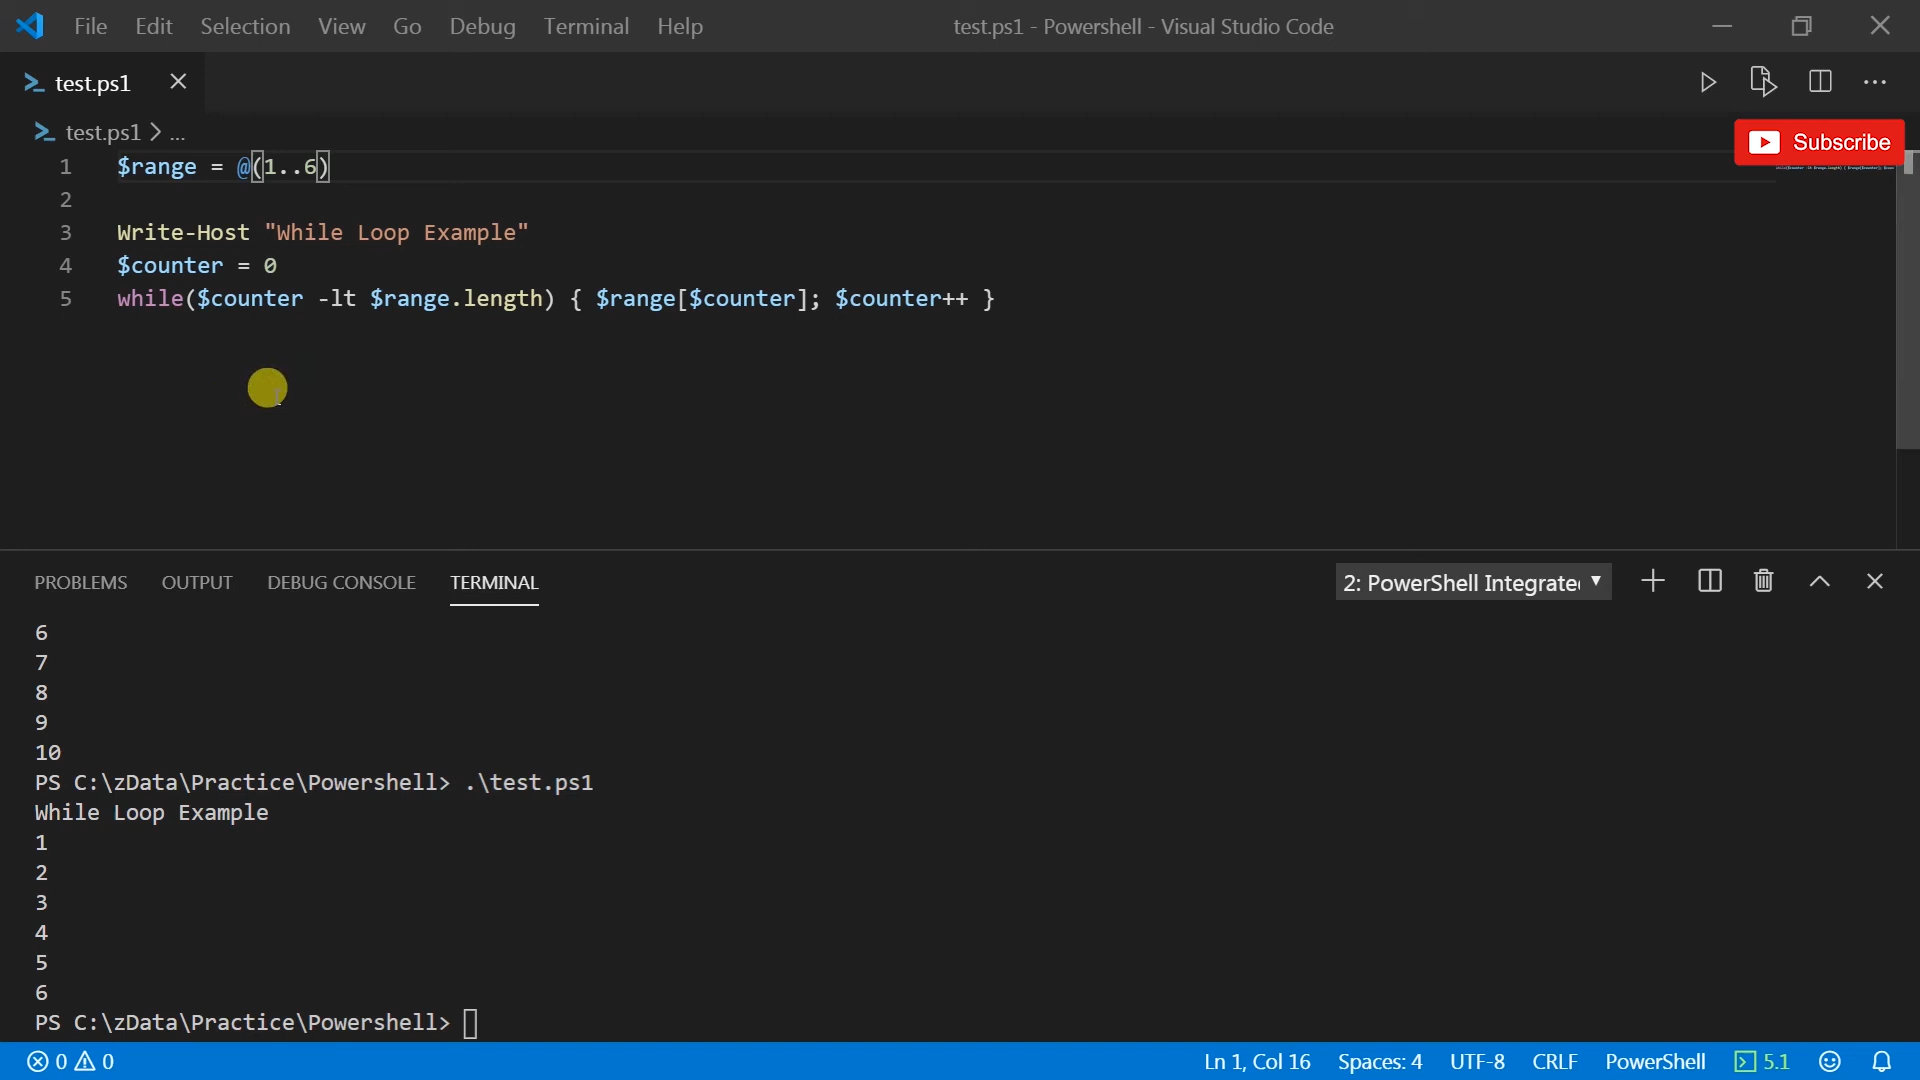 File Edit Selection View Go Debug Terminal Help test.ps1 - Powershell - Visual Studio Code
test.ps1
test.ps1 > ...
Subscribe
1 $range = @(1..6)
2
3 Write-Host "While Loop Example"
4 $counter = 0
5 while($counter -lt $range.length) { $range[$counter]; $counter++ }
PROBLEMS OUTPUT DEBUG CONSOLE TERMINAL 2: PowerShell Integrate
6
7
8
9
10
PS C:\zData\Practice\Powershell> .\test.ps1
While Loop Example
1
2
3
4
5
6
PS C:\zData\Practice\Powershell>
0 0 Ln 1, Col 16 Spaces: 4 UTF-8 CRLF PowerShell 5.1